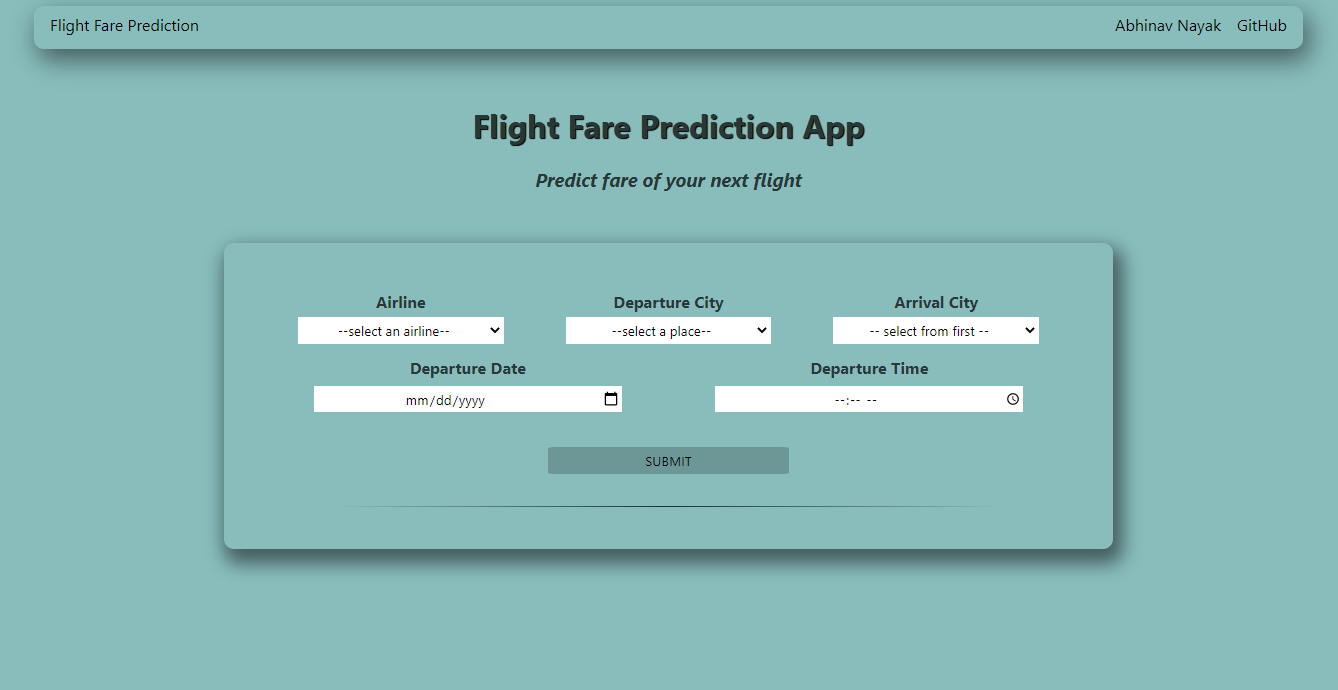 Flight Fare Prediction Abhinav Nayak GitHub
Flight Fare Prediction App
Predict fare of your next flight
Airline Departure City Arrival City
--select an airline-- --select a place-- -- select from first --
Departure Date Departure Time
mm/dd/yyyy --:-- --
SUBMIT